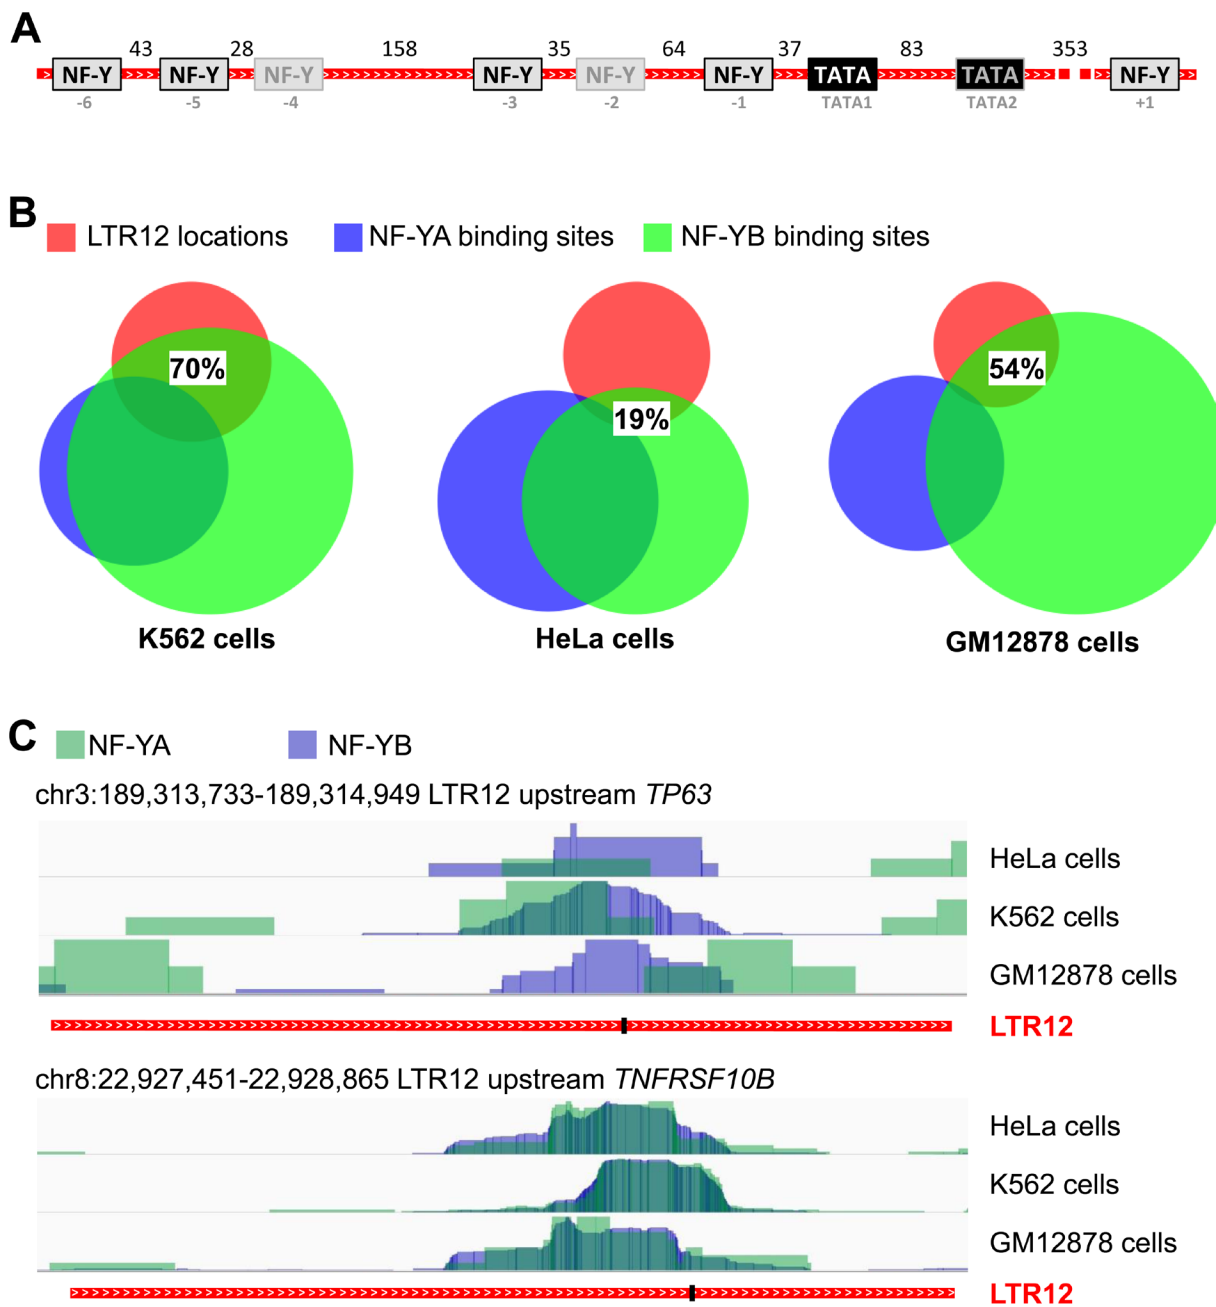 A
43 28 158 35 64 37 83 353
NF-Y NF-Y NF-Y NF-Y NF-Y NF-Y TATA TATA NF-Y
-6 -5 -4 -3 -2 -1 TATA1 TATA2 +1
B
LTR12 locations NF-YA binding sites NF-YB binding sites
70% 19% 54%
K562 cells HeLa cells GM12878 cells
C
NF-YA NF-YB
chr3:189,313,733-189,314,949 LTR12 upstream TP63
HeLa cells
K562 cells
GM12878 cells
LTR12
chr8:22,927,451-22,928,865 LTR12 upstream TNFRSF10B
HeLa cells
K562 cells
GM12878 cells
LTR12